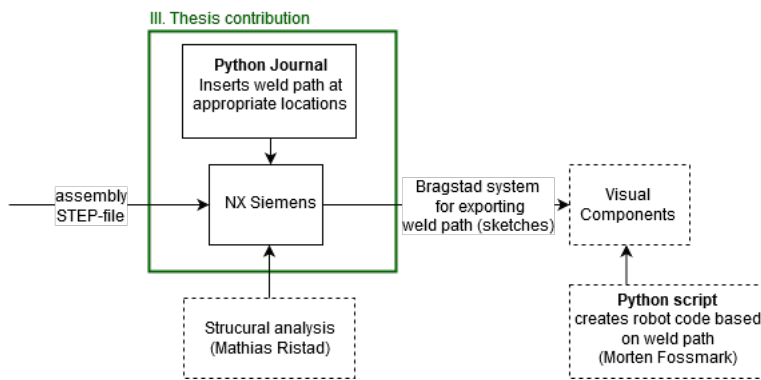 III. Thesis contribution
Python Journal
Inserts weld path at
appropriate locations
assembly
STEP-file
NX Siemens
Bragstad system
for exporting
weld path (sketches)
Visual
Components
Strucural analysis
(Mathias Ristad)
Python script
creates robot code based
on weld path
(Morten Fossmark)